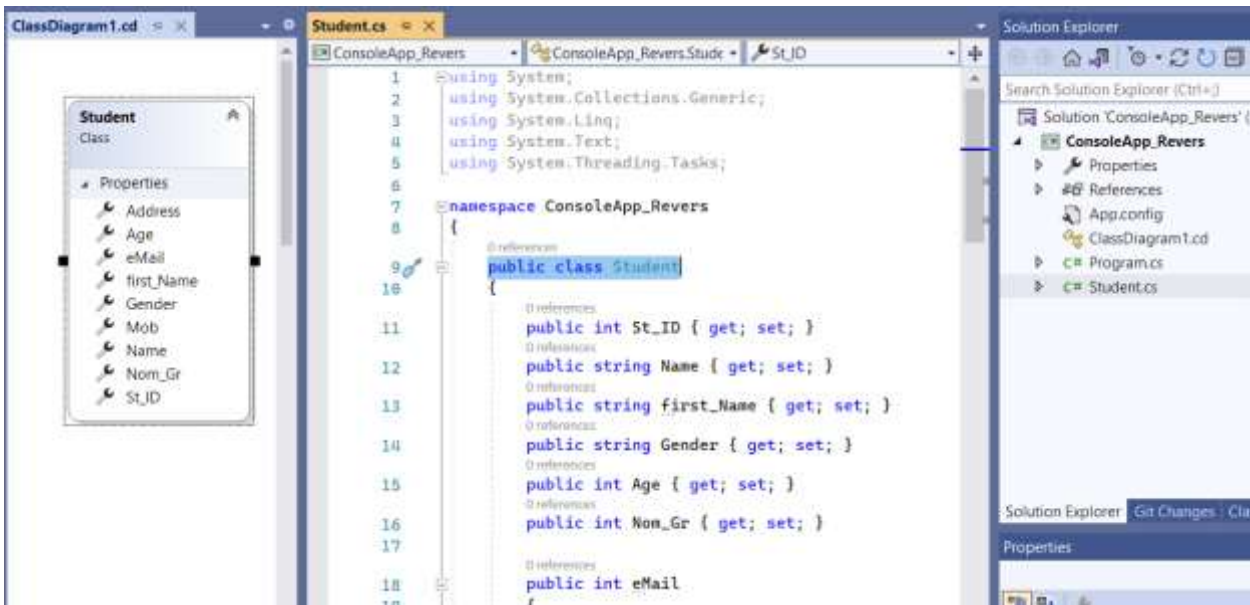 ClassDiagram1.cd
Student
Class
Properties
Address
Age
eMail
first_Name
Gender
Mob
Name
Nom_Gr
St_ID
Student.cs
ConsoleApp_Revers
ConsoleApp_Revers.Stude
St_ID
1 using System;
2 using System.Collections.Generic;
3 using System.Linq;
4 using System.Text;
5 using System.Threading.Tasks;
6
7 namespace ConsoleApp_Revers
8 {
0 references
9 public class Student
10 {
0 references
11 public int St_ID { get; set; }
0 references
12 public string Name { get; set; }
0 references
13 public string first_Name { get; set; }
0 references
14 public string Gender { get; set; }
0 references
15 public int Age { get; set; }
0 references
16 public int Nom_Gr { get; set; }
17
0 references
18 public int eMail
Solution Explorer
Search Solution Explorer (Ctrl+;)
Solution 'ConsoleApp_Revers' (
ConsoleApp_Revers
Properties
References
App.config
ClassDiagram1.cd
C# Program.cs
C# Student.cs
Solution Explorer Git Changes Cla
Properties